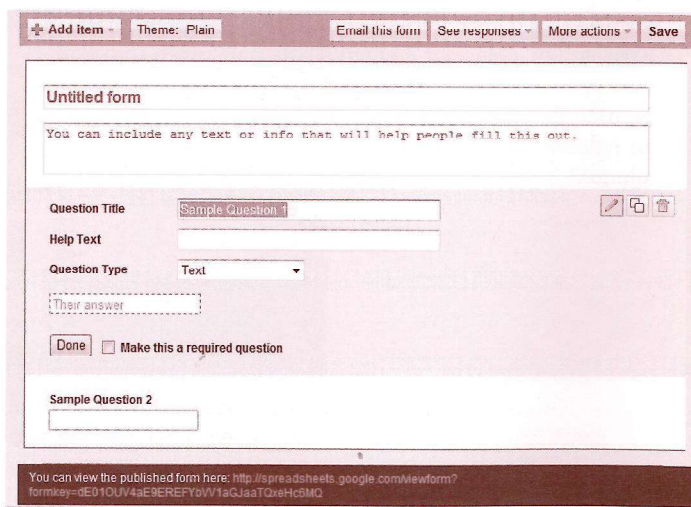 Add item Theme: Plain Email this form See responses More actions Save
Untitled form
You can include any text or info that will help people fill this out.
Question Title Sample Question 1
Help Text
Question Type Text
Their answer
Done Make this a required question
Sample Question 2
You can view the published form here: http://spreadsheets.google.com/viewform?